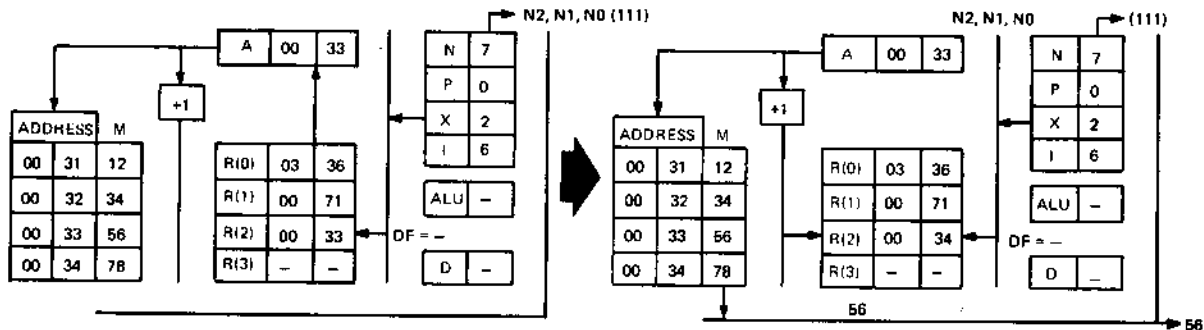 N2, N1, N0 (111)
A 00 33
N 7
P 0
X 2
I 6
+1
ADDRESS M
00 31 12
00 32 34
00 33 56
00 34 78
R(0) 03 36
R(1) 00 71
R(2) 00 33
R(3) – –
ALU –
DF = –
D –
N2, N1, N0 (111)
A 00 33
N 7
P 0
X 2
I 6
+1
ADDRESS M
00 31 12
00 32 34
00 33 56
00 34 78
R(0) 03 36
R(1) 00 71
R(2) 00 34
R(3) – –
ALU –
DF = –
D –
56
56